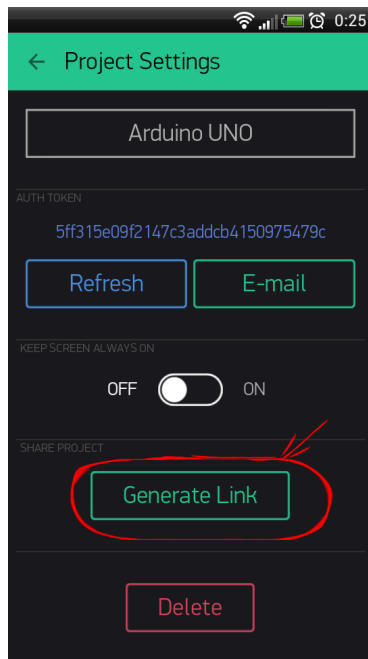 0:25
Project Settings
Arduino UNO
AUTH TOKEN
5ff315e09f2147c3addcb4150975479c
Refresh E-mail
KEEP SCREEN ALWAYS ON
OFF ON
SHARE PROJECT
Generate Link
Delete